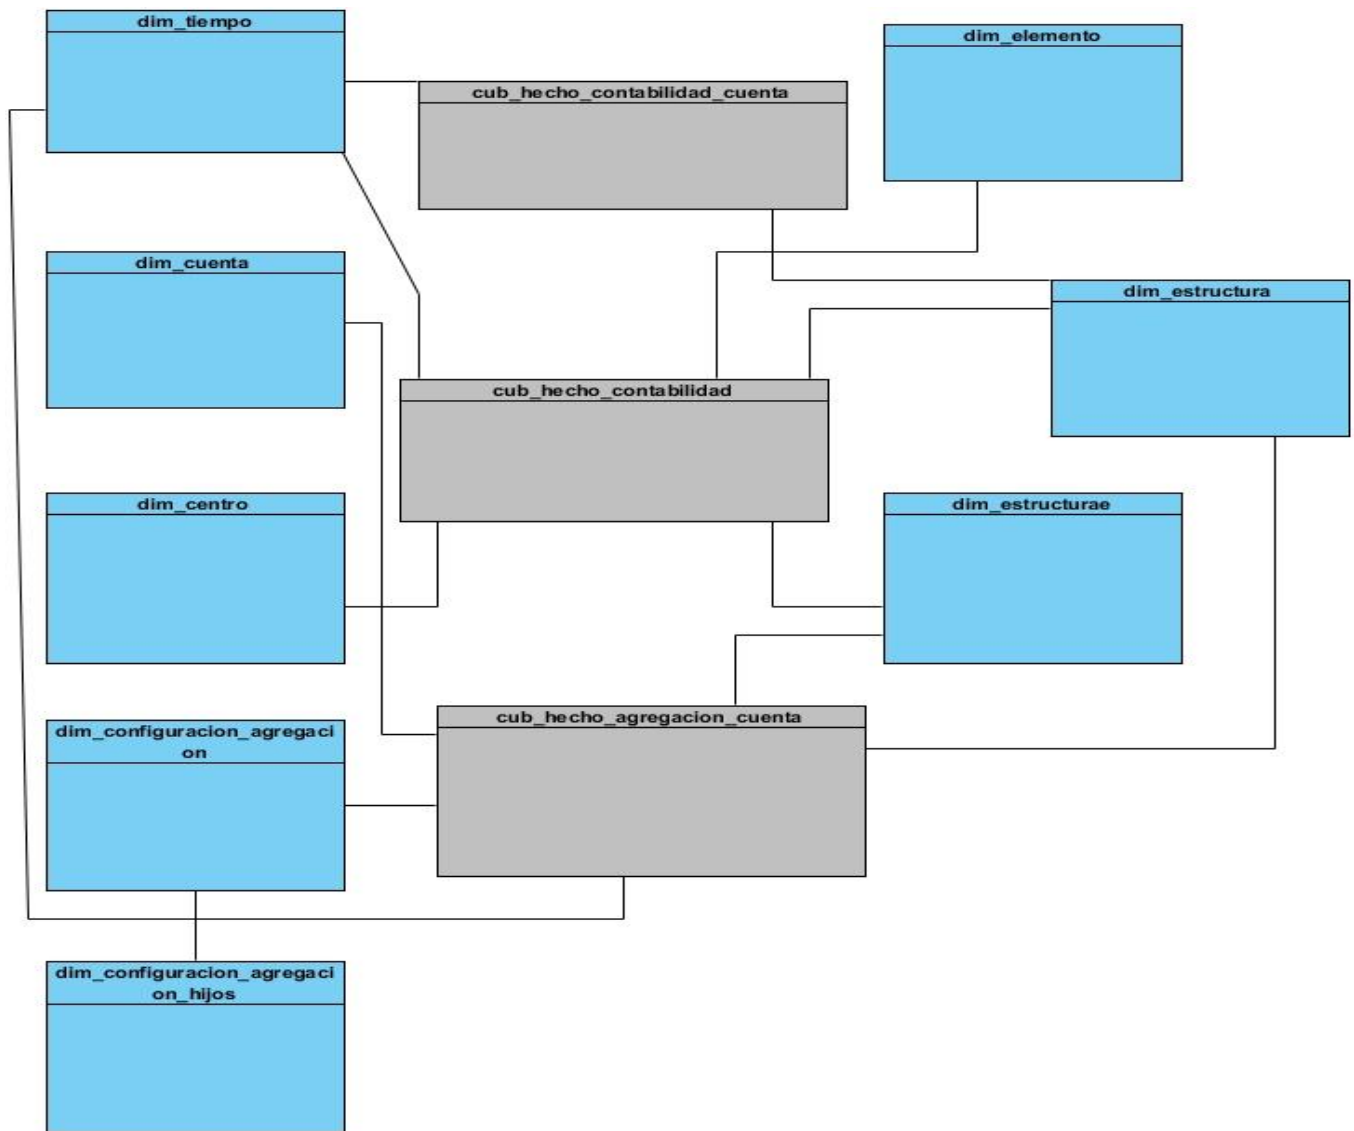 dim_tiempo
dim_elemento
cub_hecho_contabilidad_cuenta
dim_cuenta
dim_estructura
cub_hecho_contabilidad
dim_centro
dim_estructurae
cub_hecho_agregacion_cuenta
dim_configuracion_agregaci
on
dim_configuracion_agregaci
on_hijos